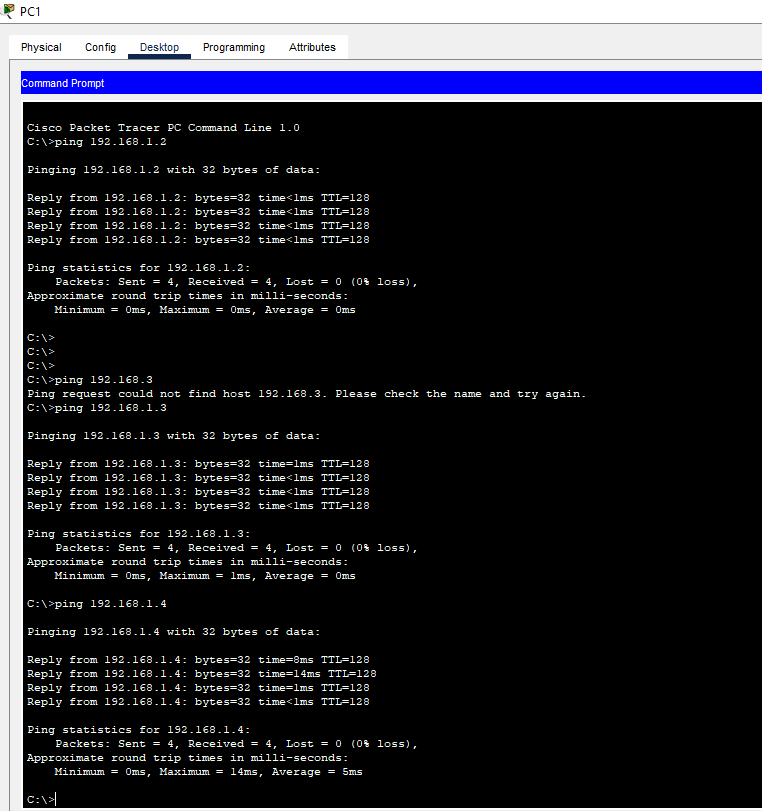 PC1
Physical Config Desktop Programming Attributes
Command Prompt
Cisco Packet Tracer PC Command Line 1.0
C:\>ping 192.168.1.2
Pinging 192.168.1.2 with 32 bytes of data:
Reply from 192.168.1.2: bytes=32 time<1ms TTL=128
Reply from 192.168.1.2: bytes=32 time<1ms TTL=128
Reply from 192.168.1.2: bytes=32 time<1ms TTL=128
Reply from 192.168.1.2: bytes=32 time<1ms TTL=128
Ping statistics for 192.168.1.2:
Packets: Sent = 4, Received = 4, Lost = 0 (0% loss),
Approximate round trip times in milli-seconds:
Minimum = 0ms, Maximum = 0ms, Average = 0ms
C:\>
C:\>
C:\>
C:\>ping 192.168.3
Ping request could not find host 192.168.3. Please check the name and try again.
C:\>ping 192.168.1.3
Pinging 192.168.1.3 with 32 bytes of data:
Reply from 192.168.1.3: bytes=32 time=1ms TTL=128
Reply from 192.168.1.3: bytes=32 time<1ms TTL=128
Reply from 192.168.1.3: bytes=32 time<1ms TTL=128
Reply from 192.168.1.3: bytes=32 time<1ms TTL=128
Ping statistics for 192.168.1.3:
Packets: Sent = 4, Received = 4, Lost = 0 (0% loss),
Approximate round trip times in milli-seconds:
Minimum = 0ms, Maximum = 1ms, Average = 0ms
C:\>ping 192.168.1.4
Pinging 192.168.1.4 with 32 bytes of data:
Reply from 192.168.1.4: bytes=32 time=8ms TTL=128
Reply from 192.168.1.4: bytes=32 time=14ms TTL=128
Reply from 192.168.1.4: bytes=32 time=1ms TTL=128
Reply from 192.168.1.4: bytes=32 time<1ms TTL=128
Ping statistics for 192.168.1.4:
Packets: Sent = 4, Received = 4, Lost = 0 (0% loss),
Approximate round trip times in milli-seconds:
Minimum = 0ms, Maximum = 14ms, Average = 5ms
C:\>